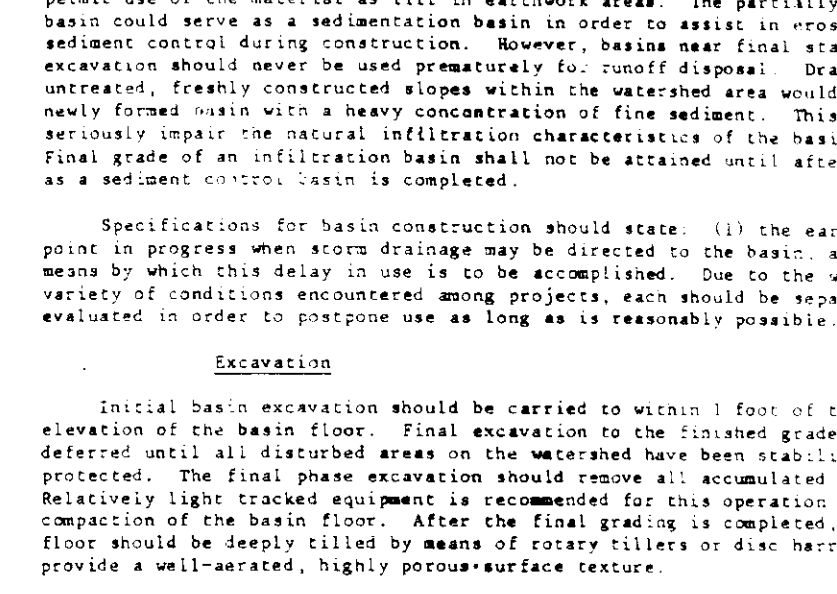 permit use of the material as fill in earthwork areas. The partially
basin could serve as a sedimentation basin in order to assist in eros
sediment control during construction. However, basins near final sta
excavation should never be used prematurely for runoff disposal. Dra
untreated, freshly constructed slopes within the watershed area would
newly formed basin with a heavy concentration of fine sediment. This
seriously impair the natural infiltration characteristics of the basi
Final grade of an infiltration basin shall not be attained until afte
as a sediment control basin is completed.
Specifications for basin construction should state: (1) the ear
point in progress when storm drainage may be directed to the basin, a
means by which this delay in use is to be accomplished. Due to the w
variety of conditions encountered among projects, each should be sepa
evaluated in order to postpone use as long as is reasonably possible.
Excavation
Initial basin excavation should be carried to within 1 foot of t
elevation of the basin floor. Final excavation to the finished grade
deferred until all disturbed areas on the watershed have been stabili
protected. The final phase excavation should remove all accumulated
Relatively light tracked equipment is recommended for this operation
compaction of the basin floor. After the final grading is completed,
floor should be deeply tilled by means of rotary tillers or disc harr
provide a well-aerated, highly porous surface texture.